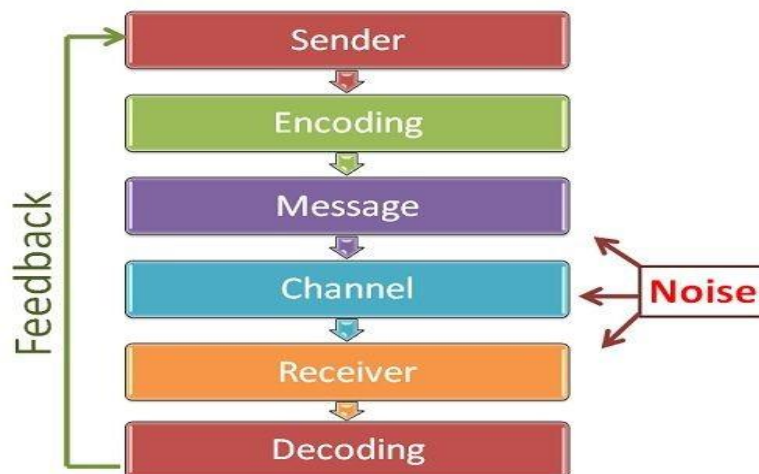 Sender
Encoding
Message
Channel
Receiver
Decoding
Feedback
Noise